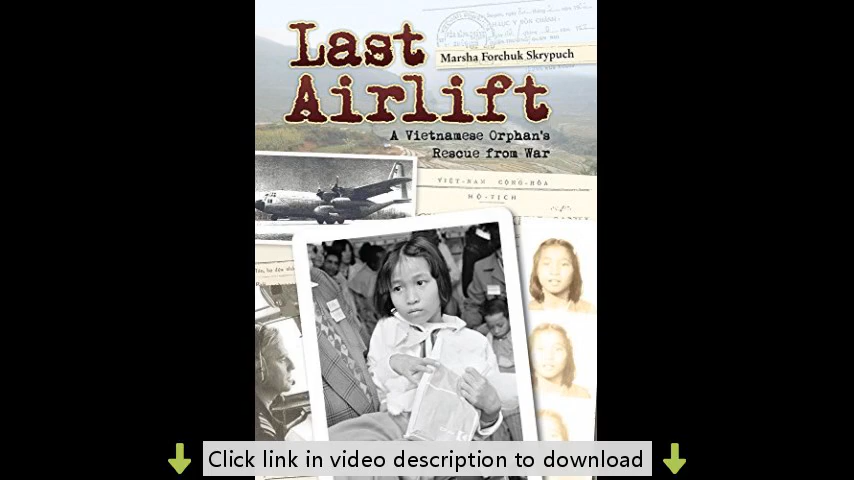 Last
Marsha Forchuk Skrypuch
Airlift
A Vietnamese Orphan's
Rescue from War
VIỆT-NAM CỘNG-HÒA
HỘ-TỊCH
Click link in video description to download